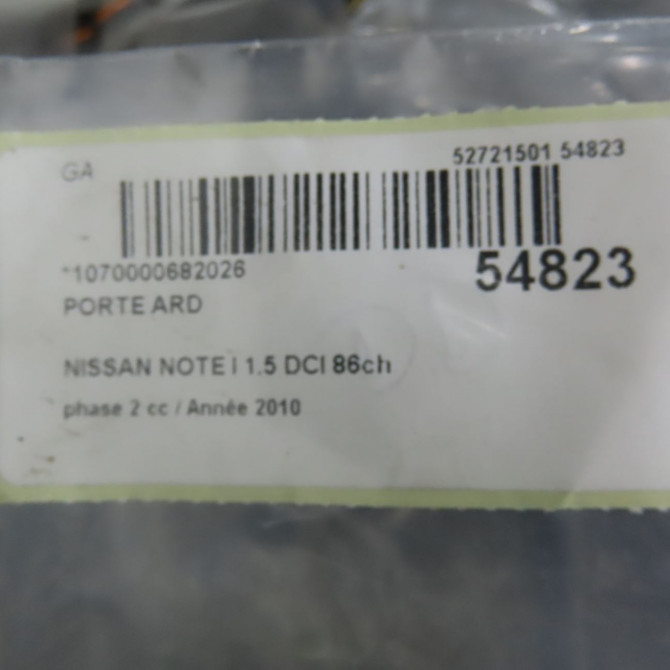 GA
52721501 54823
*1070000682026
54823
PORTE ARD
NISSAN NOTE I 1.5 DCI 86ch
phase 2 cc / Année 2010